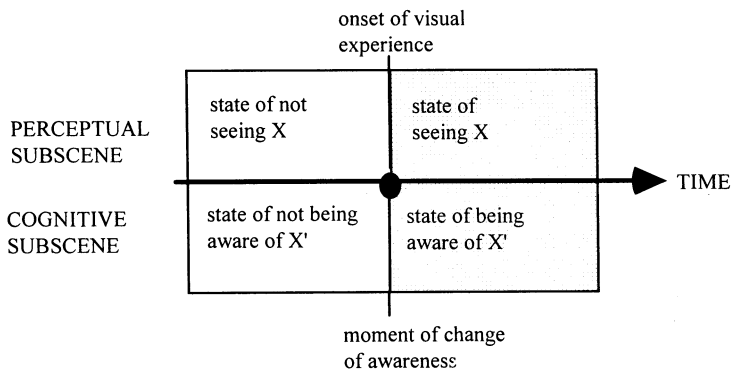 onset of visual
experience
state of not
seeing X
state of
seeing X
PERCEPTUAL
SUBSCENE
TIME
COGNITIVE
SUBSCENE
state of not being
aware of X'
state of being
aware of X'
moment of change
of awareness